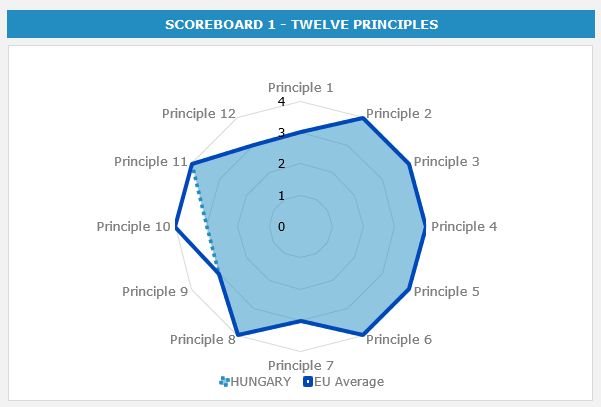 SCOREBOARD 1 - TWELVE PRINCIPLES
Principle 1
4
Principle 12
Principle 2
3
Principle 11
Principle 3
2
1
Principle 10
0
Principle 4
Principle 9
Principle 5
Principle 8
Principle 6
Principle 7
HUNGARY EU Average